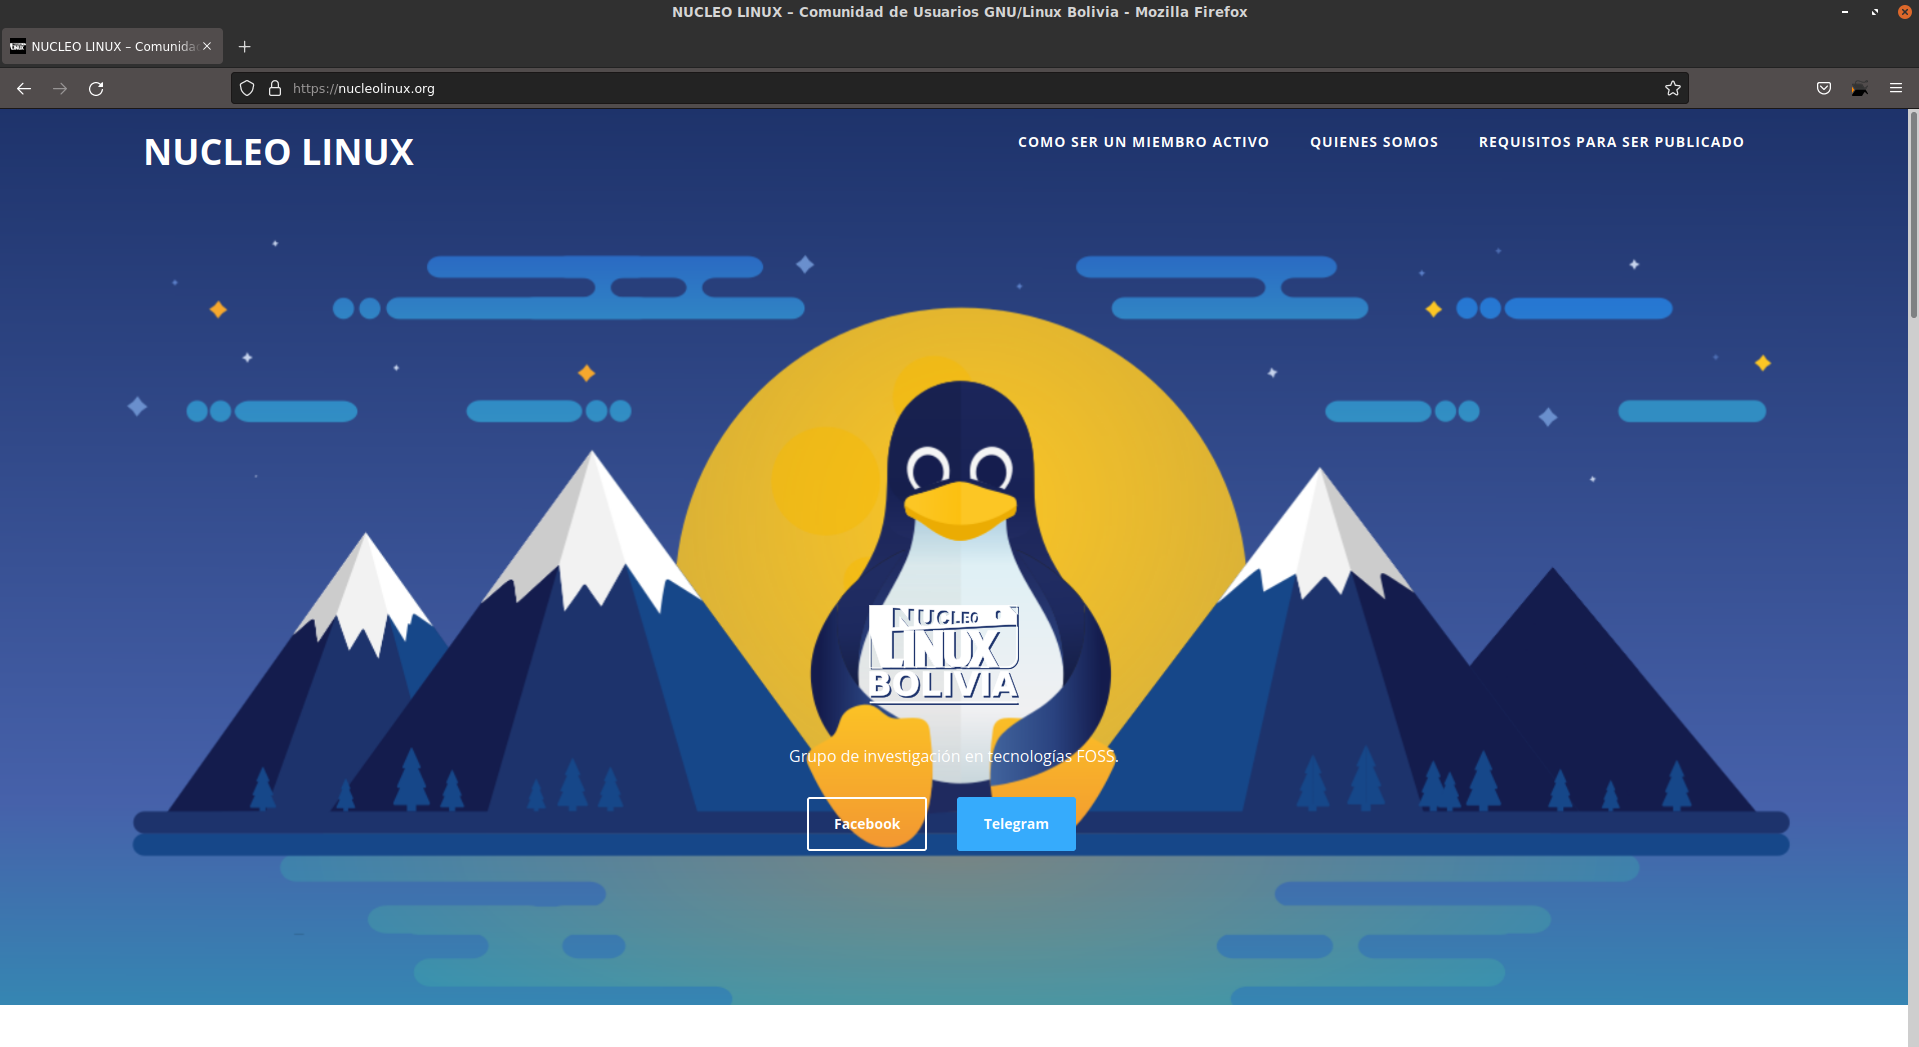 NUCLEO LINUX – Comunidad de Usuarios GNU/Linux Bolivia - Mozilla Firefox
NUCLEO LINUX – Comunida
https://nucleolinux.org
NUCLEO LINUX
COMO SER UN MIEMBRO ACTIVO
QUIENES SOMOS
REQUISITOS PARA SER PUBLICADO
NUCLEO
LINUX
BOLIVIA
Grupo de investigación en tecnologías FOSS.
Facebook
Telegram